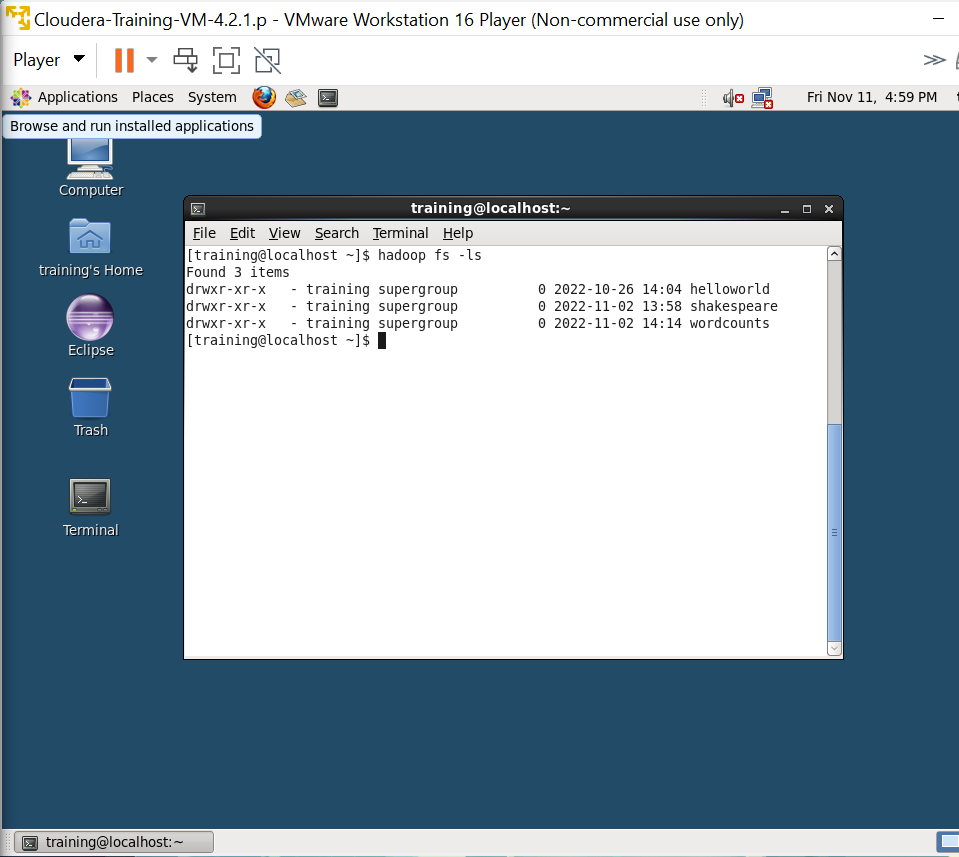 Cloudera-Training-VM-4.2.1.p - VMware Workstation 16 Player (Non-commercial use only)
Player
Applications Places System Fri Nov 11, 4:59 PM
Browse and run installed applications
Computer
training's Home
Eclipse
Trash
Terminal
training@localhost:~
File Edit View Search Terminal Help
[training@localhost ~]$ hadoop fs -ls
Found 3 items
drwxr-xr-x   - training supergroup          0 2022-10-26 14:04 helloworld
drwxr-xr-x   - training supergroup          0 2022-11-02 13:58 shakespeare
drwxr-xr-x   - training supergroup          0 2022-11-02 14:14 wordcounts
[training@localhost ~]$
training@localhost:~